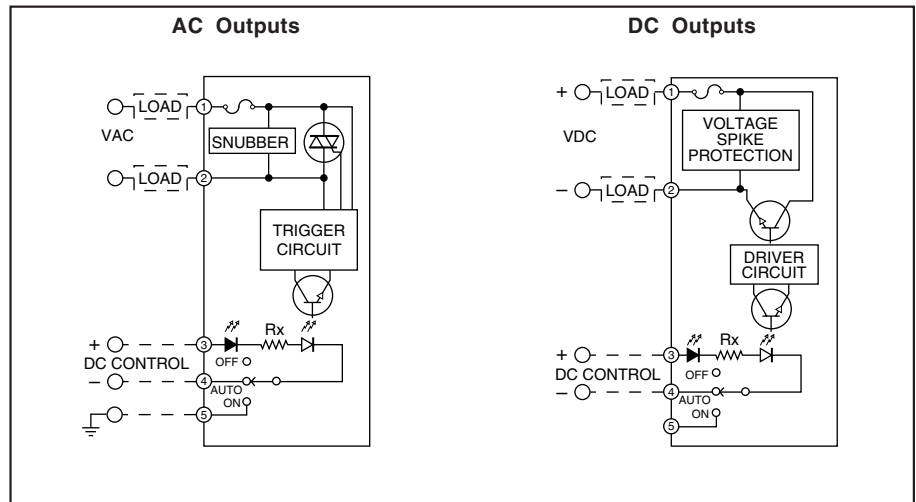 AC Outputs
LOAD
1
VAC
SNUBBER
LOAD
2
TRIGGER
CIRCUIT
+
3
Rx
OFF
DC CONTROL
–
4
AUTO
ON
5
DC Outputs
+
LOAD
1
VDC
VOLTAGE
SPIKE
PROTECTION
–
LOAD
2
DRIVER
CIRCUIT
+
3
Rx
OFF
DC CONTROL
–
4
AUTO
ON
5